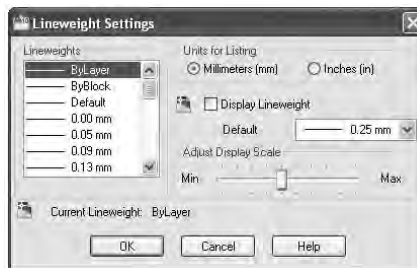 Lineweight Settings
Lineweights
ByLayer
ByBlock
Default
0.00 mm
0.05 mm
0.09 mm
0.13 mm
Units for Listing
Millimeters (mm) Inches (in)
Display Lineweight
Default 0.25 mm
Adjust Display Scale
Min Max
Current Lineweight: ByLayer
OK Cancel Help